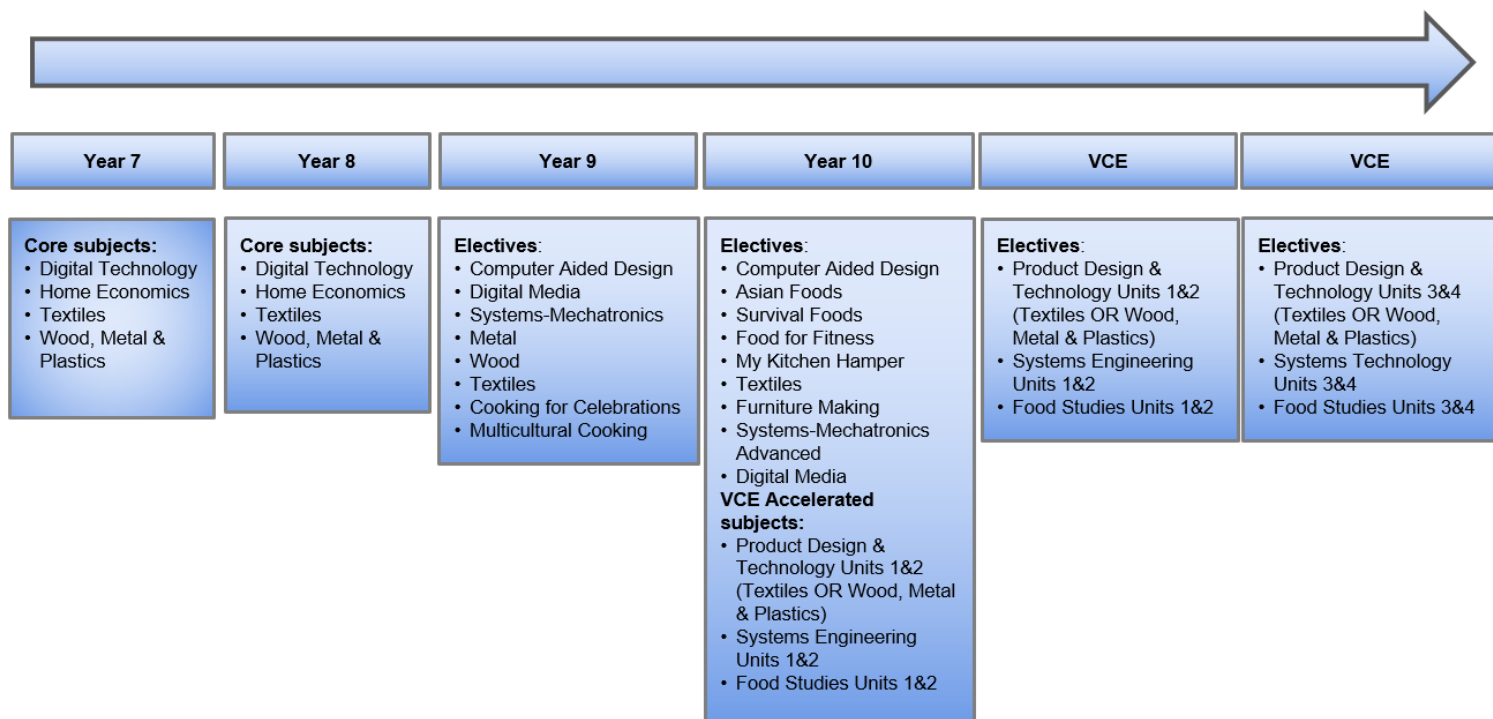 Year 7
Year 8
Year 9
Year 10
VCE
VCE
Core subjects:
• Digital Technology
• Home Economics
• Textiles
• Wood, Metal &
Plastics
Core subjects:
• Digital Technology
• Home Economics
• Textiles
• Wood, Metal &
Plastics
Electives:
• Computer Aided Design
• Digital Media
• Systems-Mechatronics
• Metal
• Wood
• Textiles
• Cooking for Celebrations
• Multicultural Cooking
Electives:
• Computer Aided Design
• Asian Foods
• Survival Foods
• Food for Fitness
• My Kitchen Hamper
• Textiles
• Furniture Making
• Systems-Mechatronics
Advanced
• Digital Media
VCE Accelerated
subjects:
• Product Design &
Technology Units 1&2
(Textiles OR Wood, Metal
& Plastics)
• Systems Engineering
Units 1&2
• Food Studies Units 1&2
Electives:
• Product Design &
Technology Units 1&2
(Textiles OR Wood,
Metal & Plastics)
• Systems Engineering
Units 1&2
• Food Studies Units 1&2
Electives:
• Product Design &
Technology Units 3&4
(Textiles OR Wood,
Metal & Plastics)
• Systems Technology
Units 3&4
• Food Studies Units 3&4